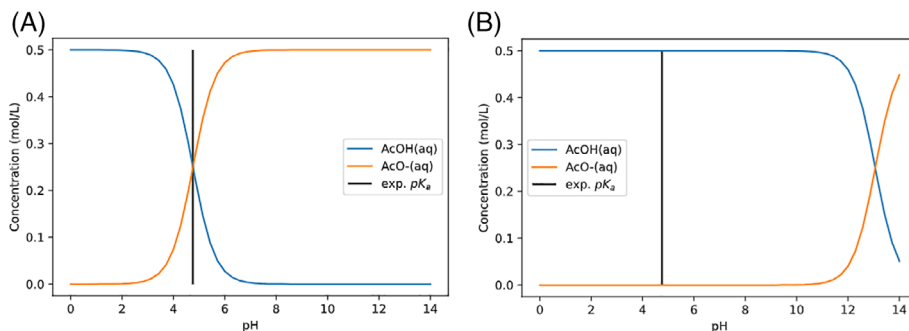 (A)
Concentration (mol/L)
0.5
0.4
0.3
0.2
0.1
0.0
AcOH(aq)
AcO-(aq)
exp. pKa
0 2 4 6 8 10 12 14
pH
(B)
Concentration (mol/L)
0.5
0.4
0.3
0.2
0.1
0.0
AcOH(aq)
AcO-(aq)
exp. pKa
0 2 4 6 8 10 12 14
pH